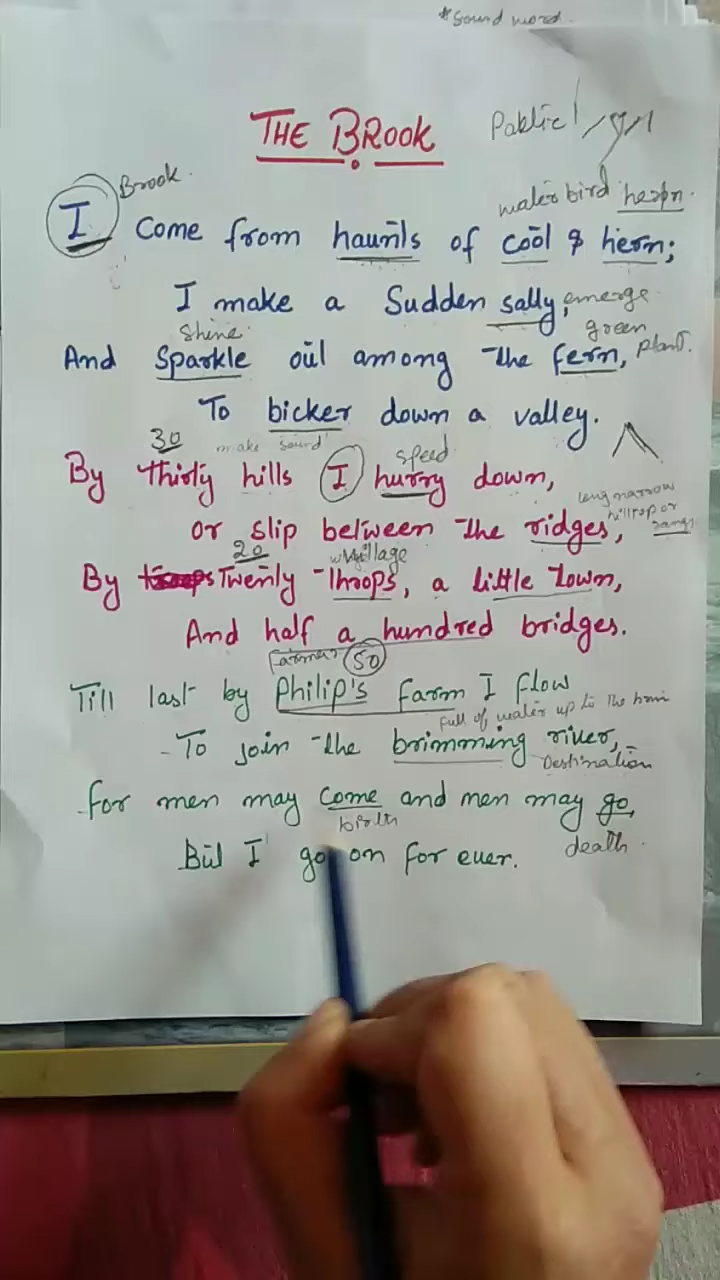 *Sound word.
THE BROOK
Public
Brook.
water bird heron.
I Come from haunts of cool & hern;
I make a Sudden sally, emerge
Shine
green
And Sparkle out among the fern, plant.
To bicker down a valley.
30
make sound
speed
By thirty hills I hurry down,
long narrow
hilltop or
range
or slip between the ridges,
20
village
By Twenty throps, a little town,
And half a hundred bridges.
farmer 50
Till last by Philip's farm I flow
full of water up to the brim
To join the brimming river,
Destination
for men may come and men may go,
birth
death
But I go on for ever.